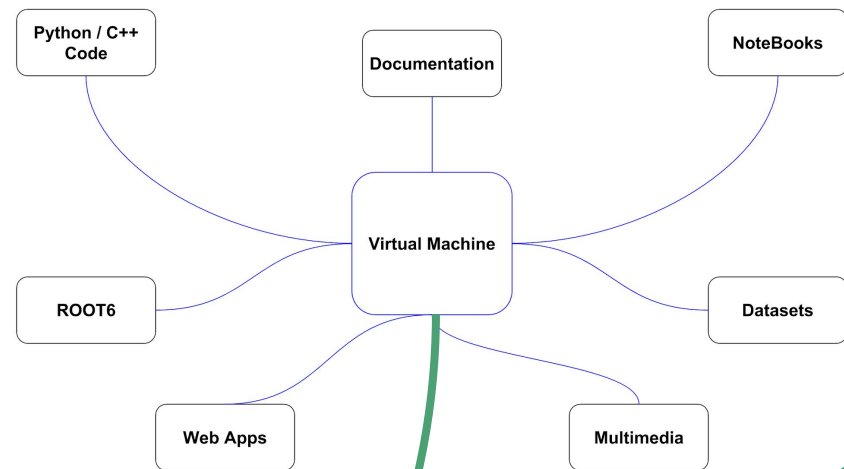 Python / C++
Code
Documentation
NoteBooks
Virtual Machine
ROOT6
Datasets
Web Apps
Multimedia